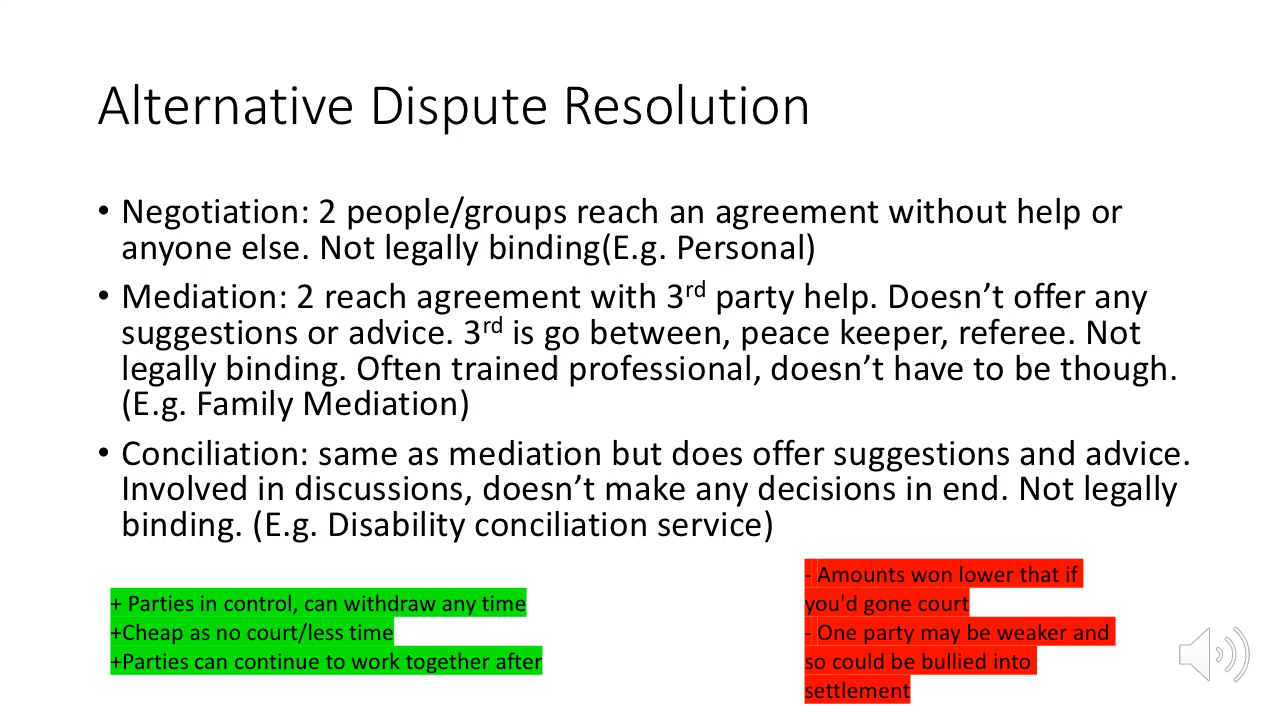 Alternative Dispute Resolution
• Negotiation: 2 people/groups reach an agreement without help or
anyone else. Not legally binding(E.g. Personal)
• Mediation: 2 reach agreement with 3rd party help. Doesn’t offer any
suggestions or advice. 3rd is go between, peace keeper, referee. Not
legally binding. Often trained professional, doesn’t have to be though.
(E.g. Family Mediation)
• Conciliation: same as mediation but does offer suggestions and advice.
Involved in discussions, doesn’t make any decisions in end. Not legally
binding. (E.g. Disability conciliation service)
+ Parties in control, can withdraw any time
+Cheap as no court/less time
+Parties can continue to work together after
- Amounts won lower that if
you'd gone court
- One party may be weaker and
so could be bullied into
settlement